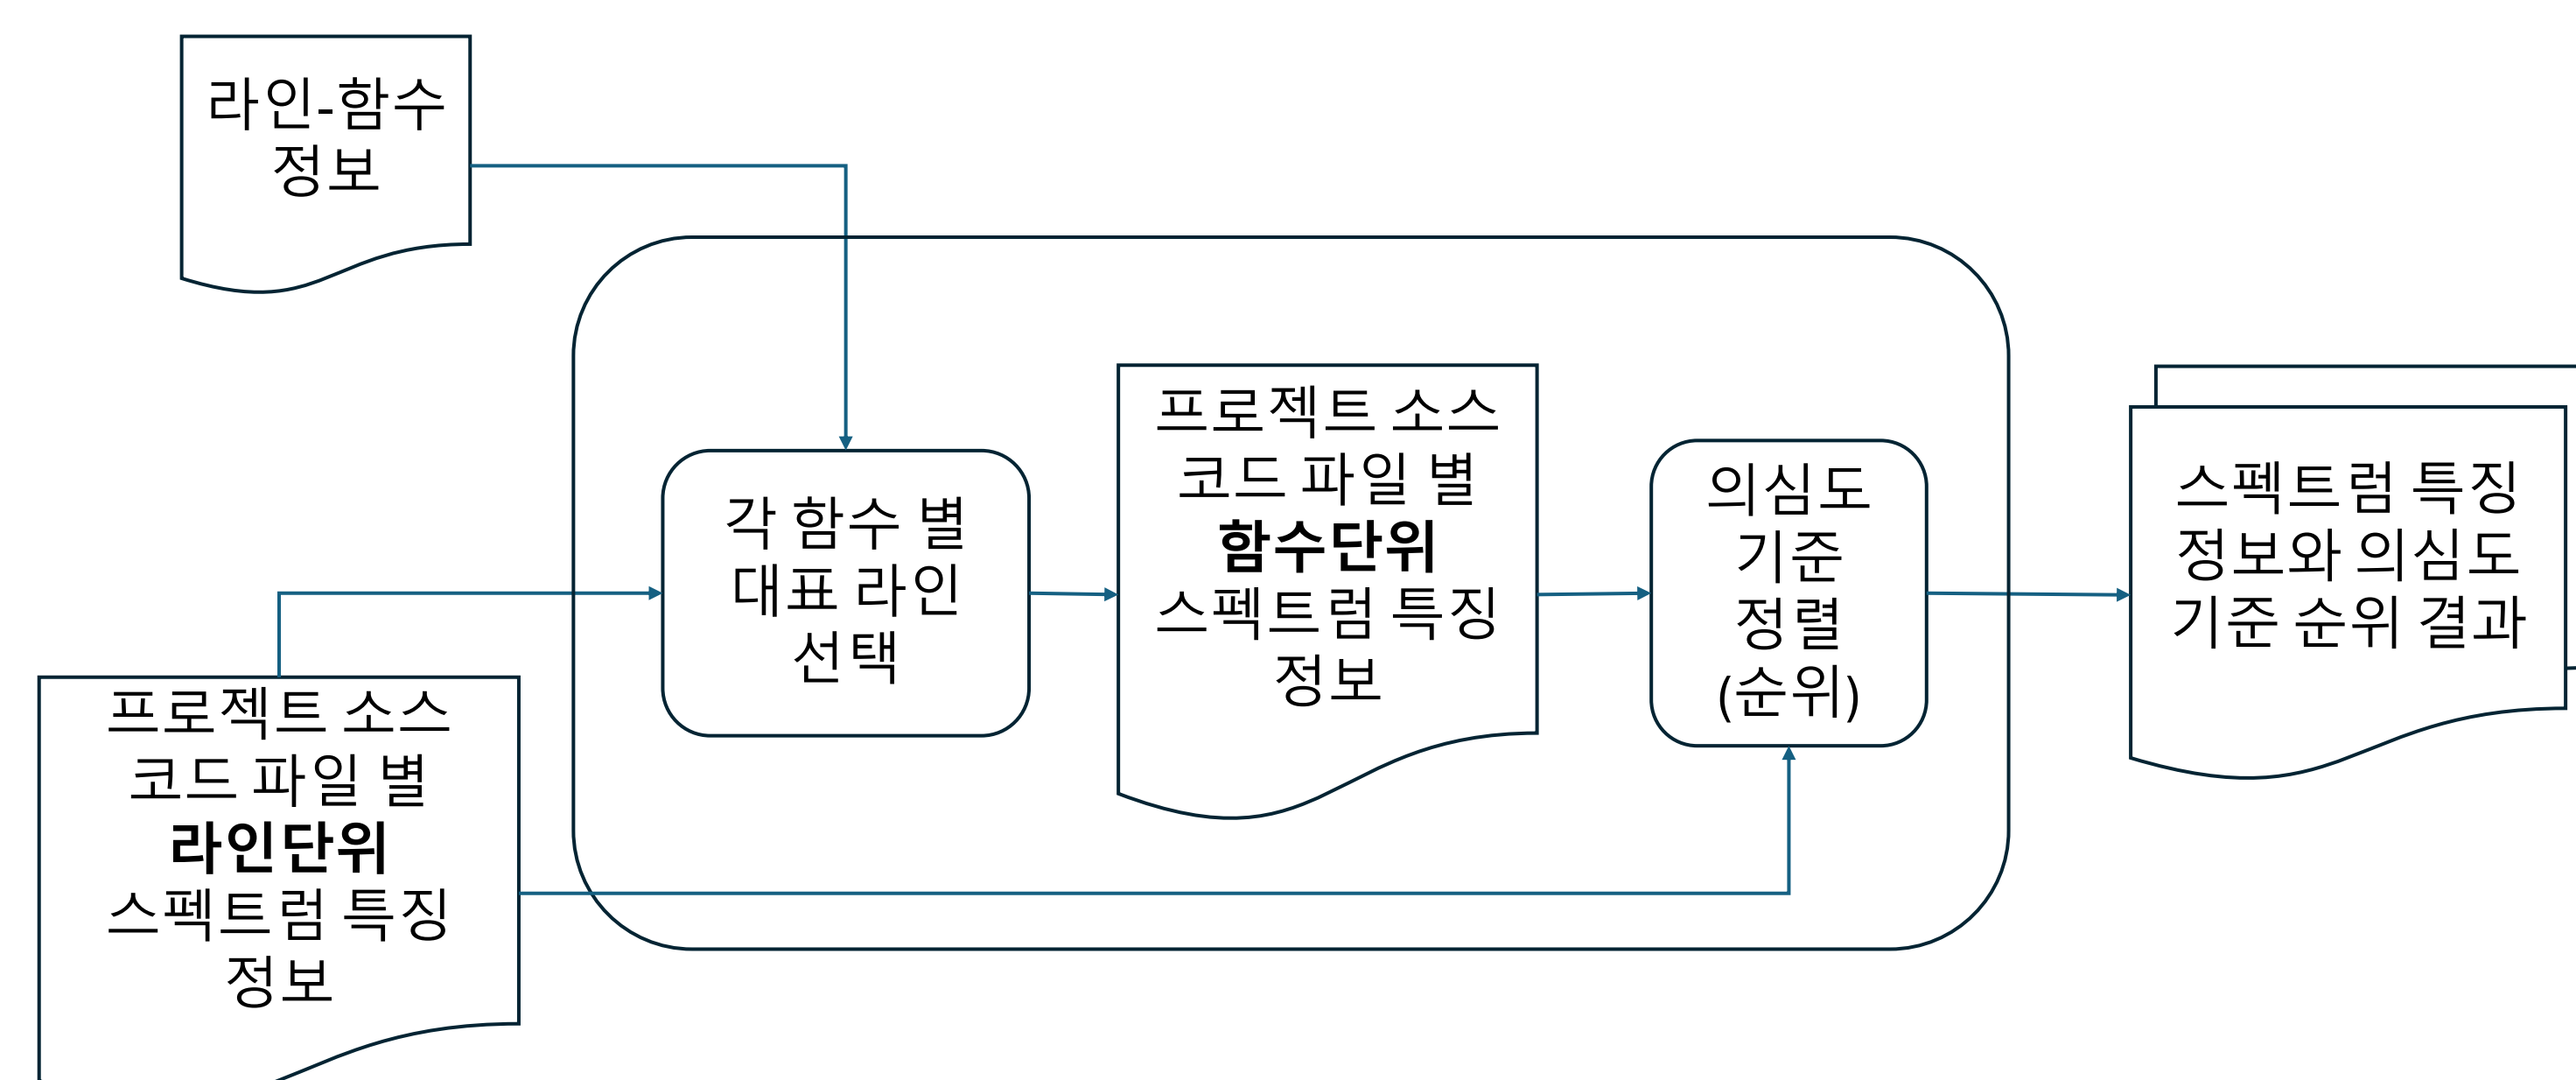 라인-함수
정보
각 함수 별
대표 라인
선택
프로젝트 소스
코드 파일 별
함수단위
스펙트럼 특징
정보
의심도
기준
정렬
(순위)
스펙트럼 특징
정보와 의심도
기준 순위 결과
프로젝트 소스
코드 파일 별
라인단위
스펙트럼 특징
정보